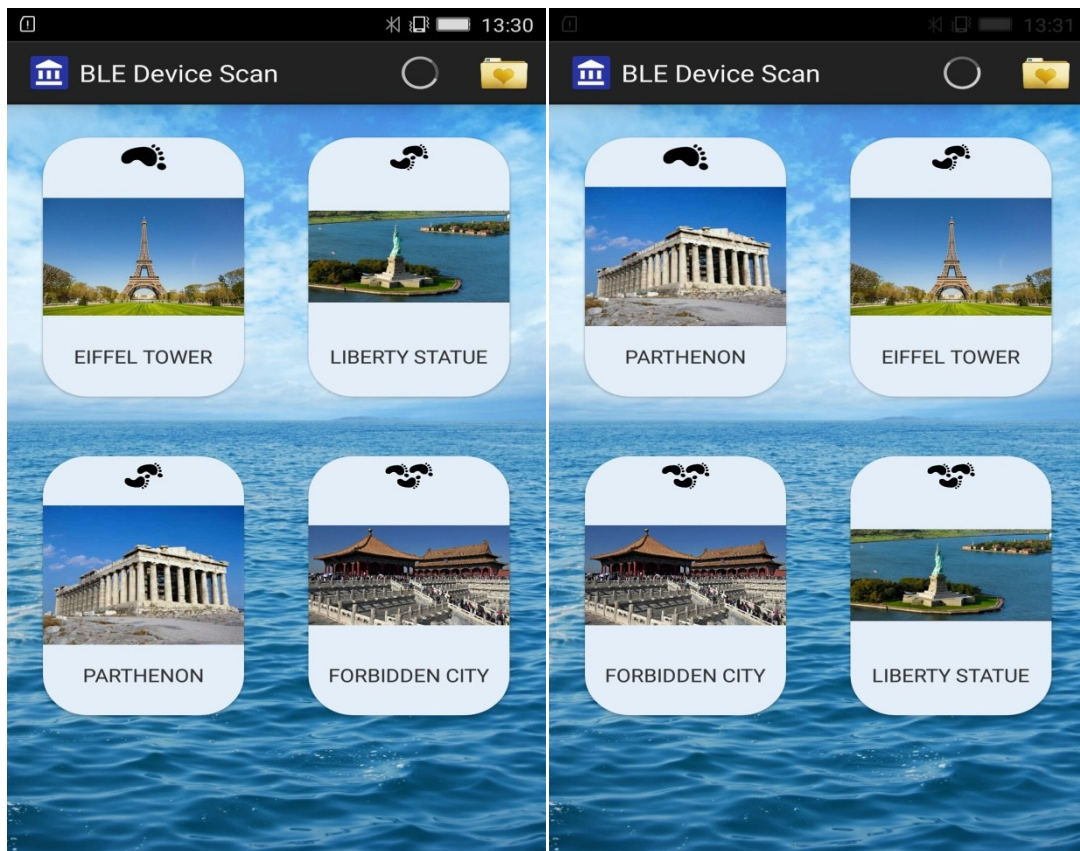 13:30
BLE Device Scan
EIFFEL TOWER
LIBERTY STATUE
PARTHENON
FORBIDDEN CITY
13:31
BLE Device Scan
PARTHENON
EIFFEL TOWER
FORBIDDEN CITY
LIBERTY STATUE